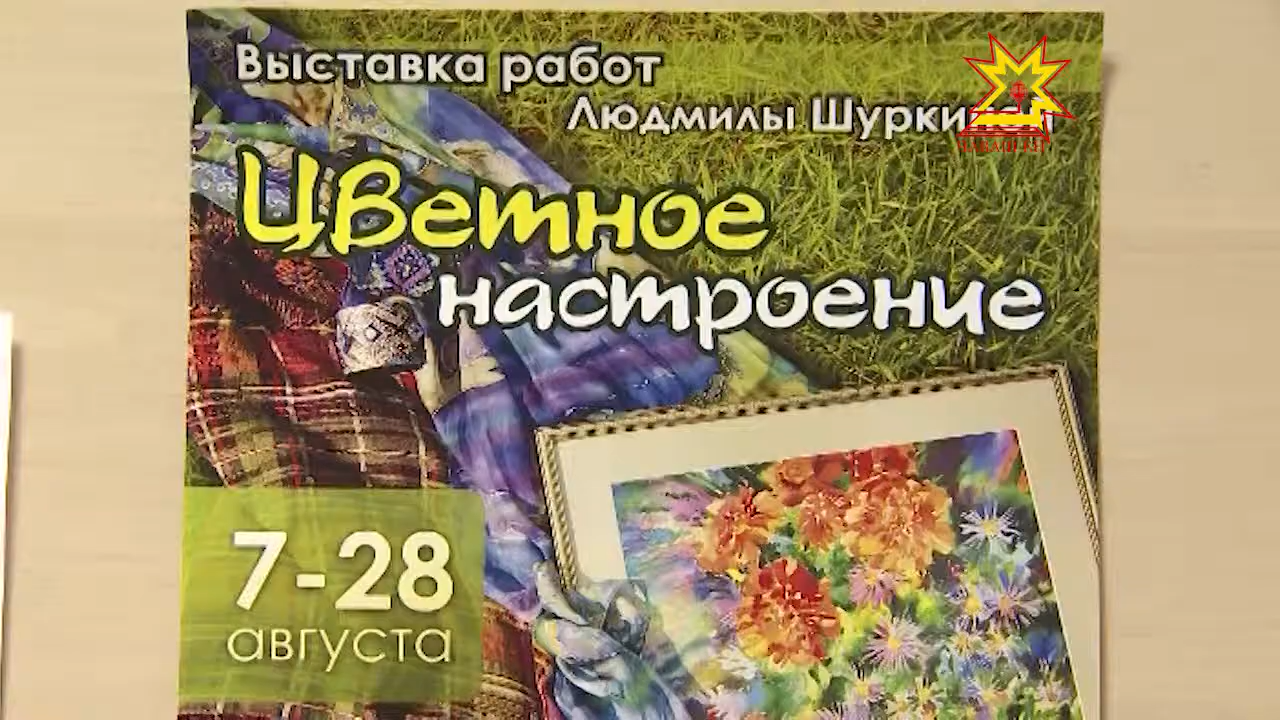 Выставка работ
Людмилы Шуркиной
Цветное
настроение
7-28
августа